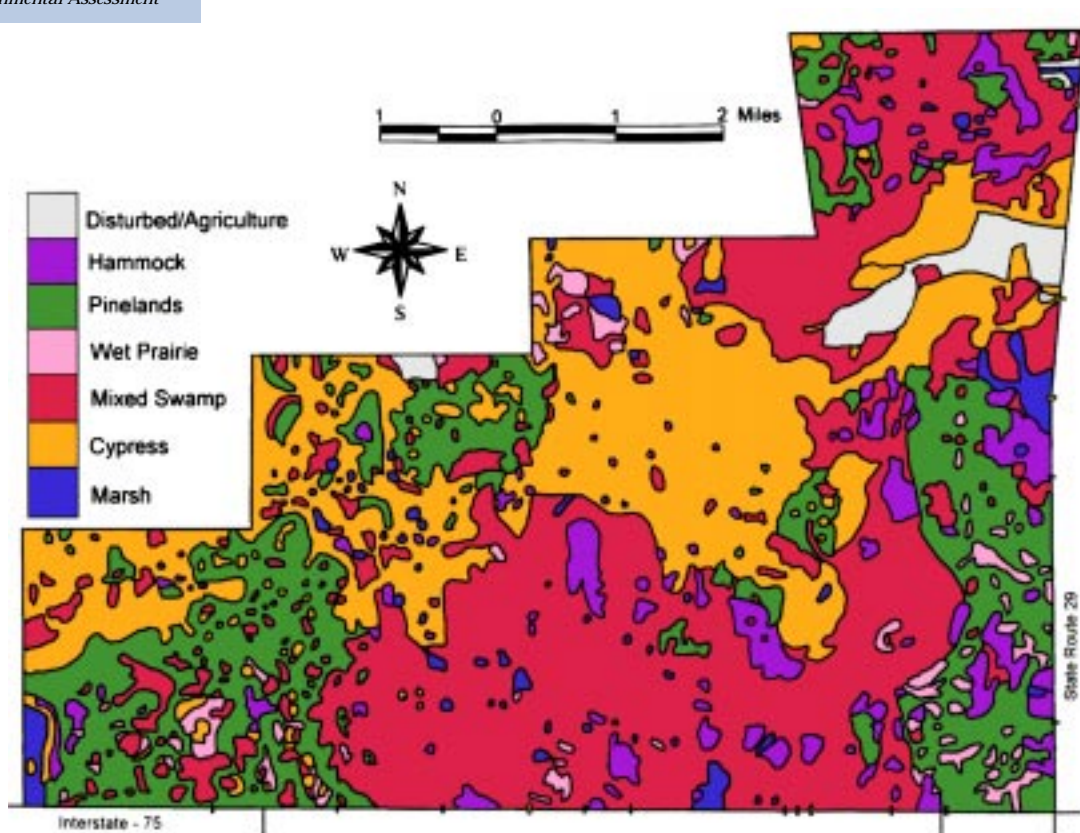 Assessment
1 0 1 2 Miles
N
W E
S
Disturbed/Agriculture
Hammock
Pinelands
Wet Prairie
Mixed Swamp
Cypress
Marsh
State Route 29
Interstate - 75